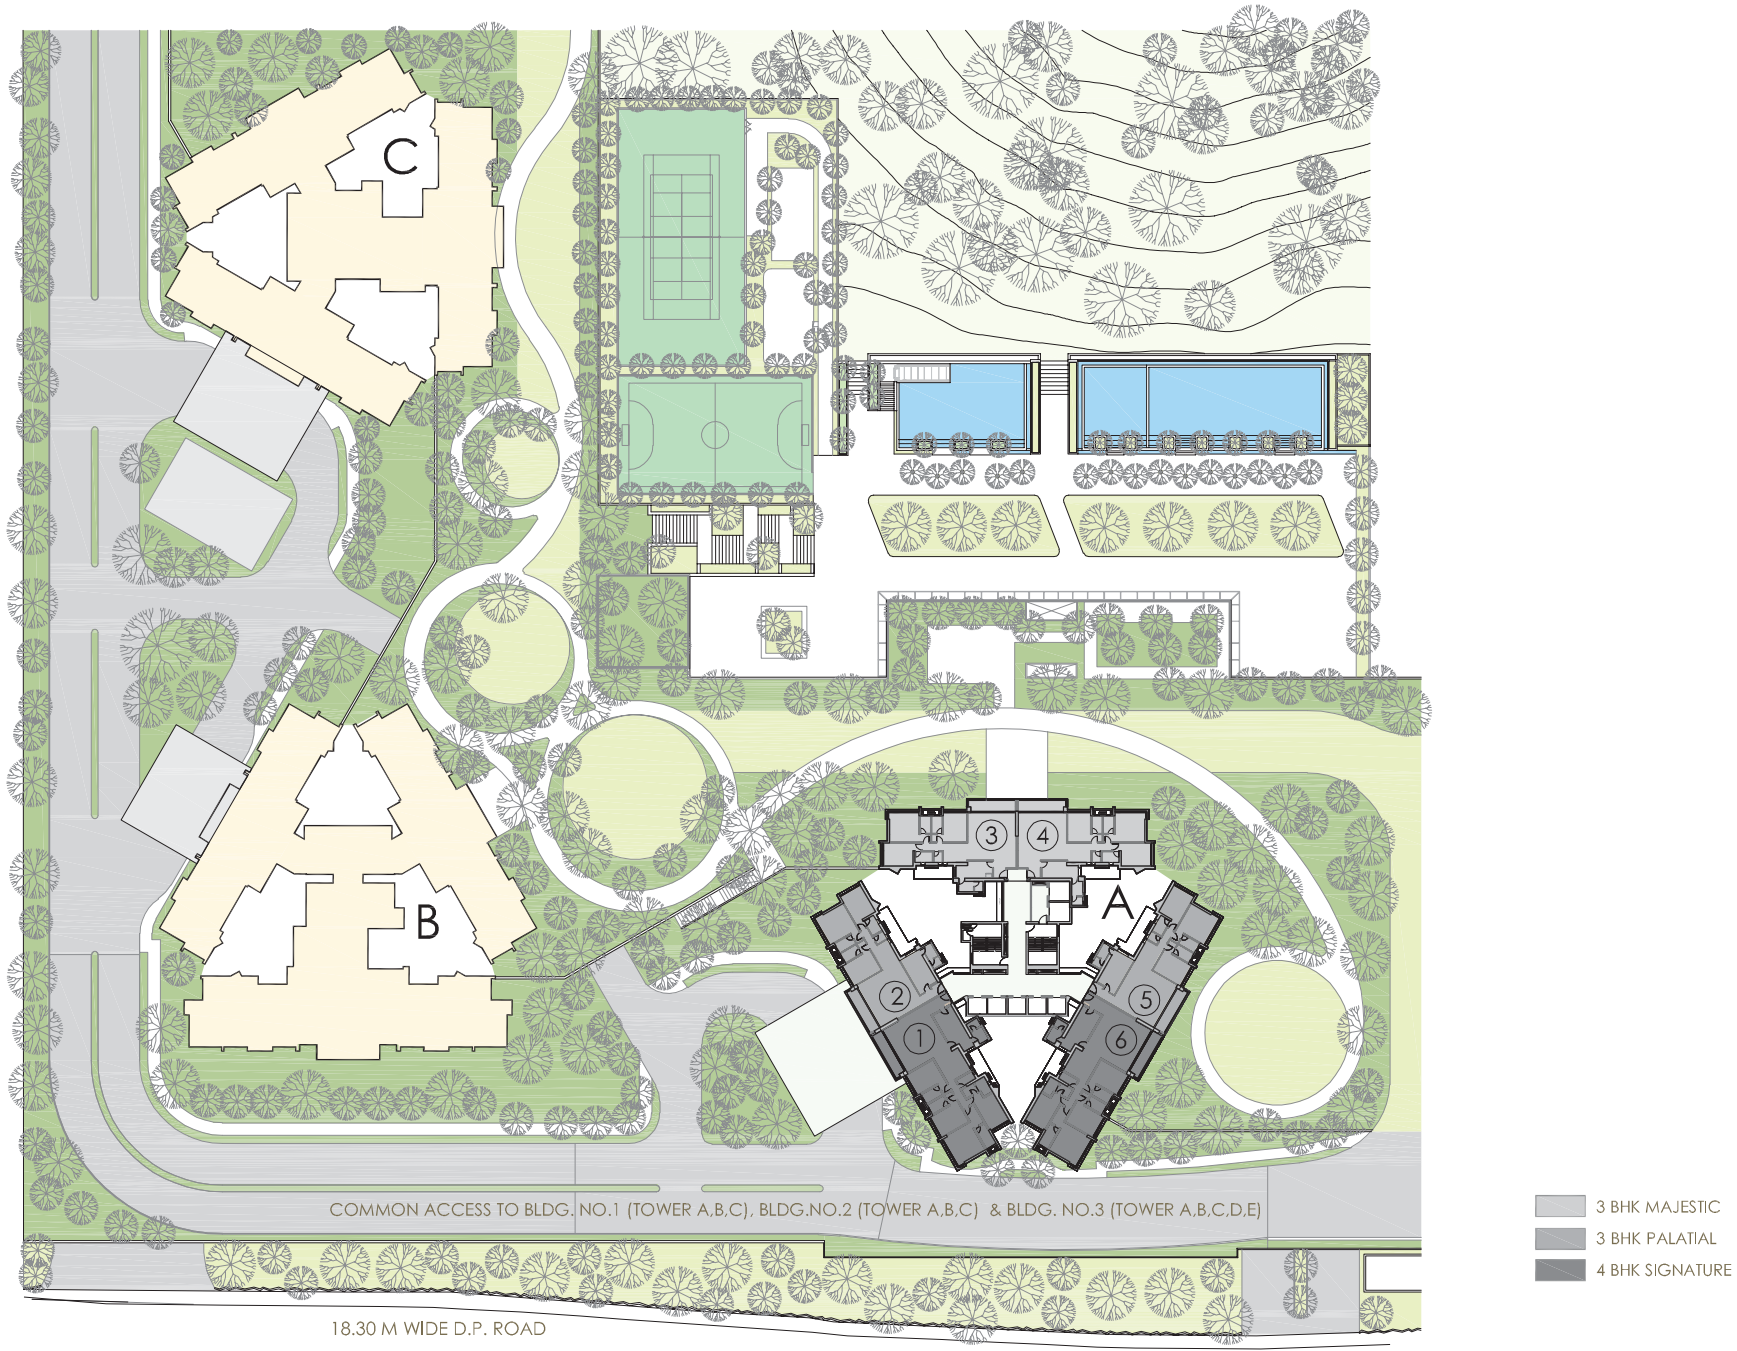 C
B
A
3
4
2
5
1
6
COMMON ACCESS TO BLDG. NO.1 (TOWER A,B,C), BLDG.NO.2 (TOWER A,B,C) & BLDG. NO.3 (TOWER A,B,C,D,E)
3 BHK MAJESTIC
3 BHK PALATIAL
4 BHK SIGNATURE
18.30 M WIDE D.P. ROAD